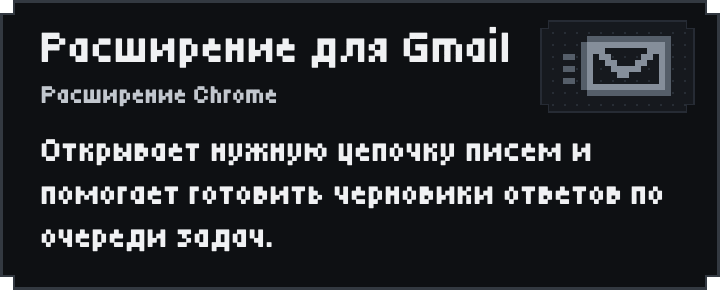 Расширение для Gmail
Расширение Chrome
Открывает нужную цепочку писем и
помогает готовить черновики ответов по
очереди задач.